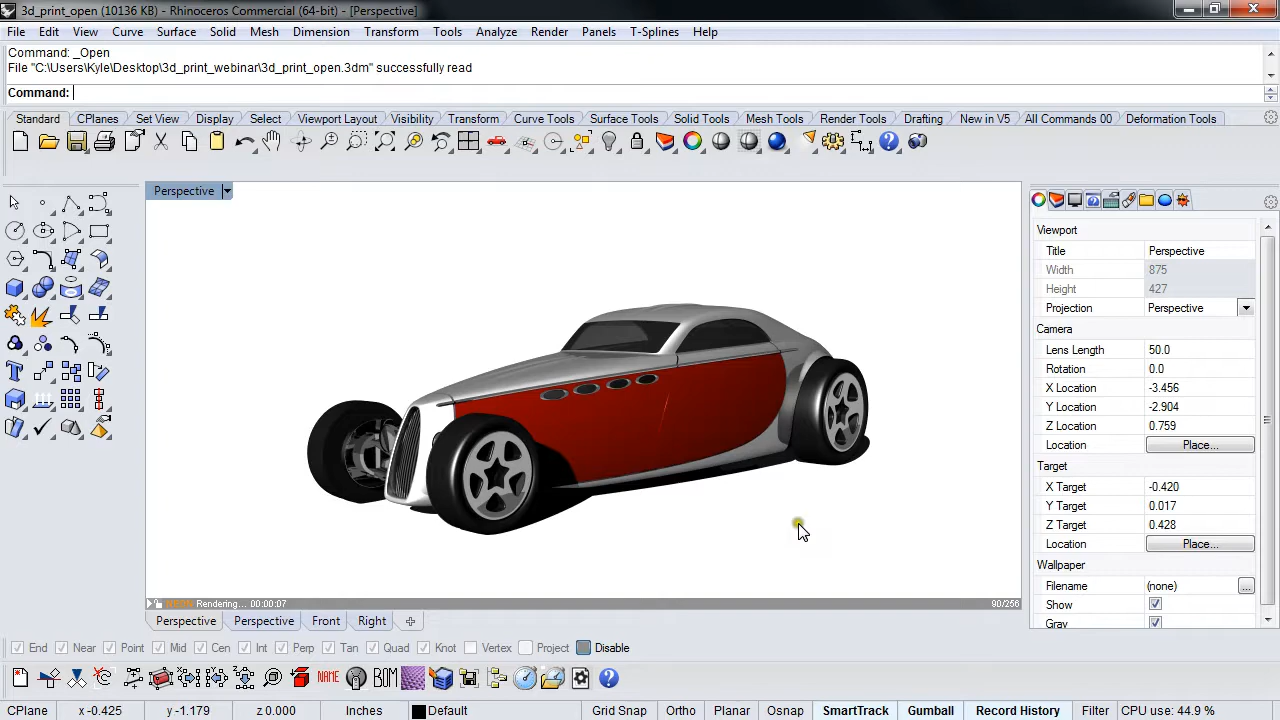 3d_print_open (10136 KB) - Rhinoceros Commercial (64-bit) - [Perspective]
File Edit View Curve Surface Solid Mesh Dimension Transform Tools Analyze Render Panels T-Splines Help
Command: _Open
File "C:\Users\Kyle\Desktop\3d_print_webinar\3d_print_open.3dm" successfully read
Command:
Standard CPlanes Set View Display Select Viewport Layout Visibility Transform Curve Tools Surface Tools Solid Tools Mesh Tools Render Tools Drafting New in V5 All Commands 00 Deformation Tools
Perspective
Viewport
Title Perspective
Width 875
Height 427
Projection Perspective
Camera
Lens Length 50.0
Rotation 0.0
X Location -3.456
Y Location -2.904
Z Location 0.759
Location Place...
Target
X Target -0.420
Y Target 0.017
Z Target 0.428
Location Place...
Wallpaper
Filename (none) ...
Show
Gray
NEON Rendering... 00:00:07 90/256
Perspective Perspective Front Right
End Near Point Mid Cen Int Perp Tan Quad Knot Vertex Project Disable
NAME BOM
CPlane x -0.425 y -1.179 z 0.000 Inches Default Grid Snap Ortho Planar Osnap SmartTrack Gumball Record History Filter CPU use: 44.9 %